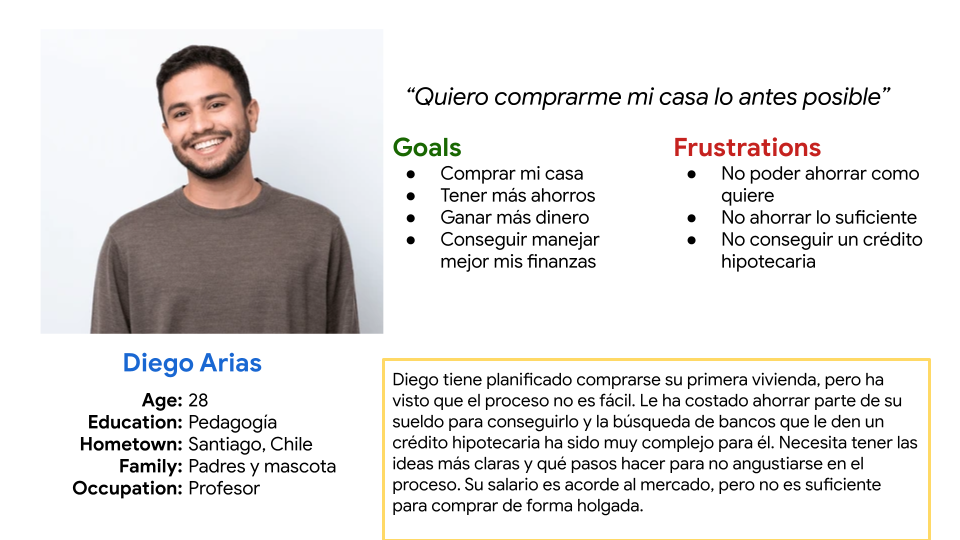 “Quiero comprarme mi casa lo antes posible”
Goals
● Comprar mi casa
● Tener más ahorros
● Ganar más dinero
● Conseguir manejar
mejor mis finanzas
Frustrations
● No poder ahorrar como
quiere
● No ahorrar lo suficiente
● No conseguir un crédito
hipotecaria
Diego Arias
Age: 28
Education: Pedagogía
Hometown: Santiago, Chile
Family: Padres y mascota
Occupation: Profesor
Diego tiene planificado comprarse su primera vivienda, pero ha
visto que el proceso no es fácil. Le ha costado ahorrar parte de su
sueldo para conseguirlo y la búsqueda de bancos que le den un
crédito hipotecaria ha sido muy complejo para él. Necesita tener las
ideas más claras y qué pasos hacer para no angustiarse en el
proceso. Su salario es acorde al mercado, pero no es suficiente
para comprar de forma holgada.